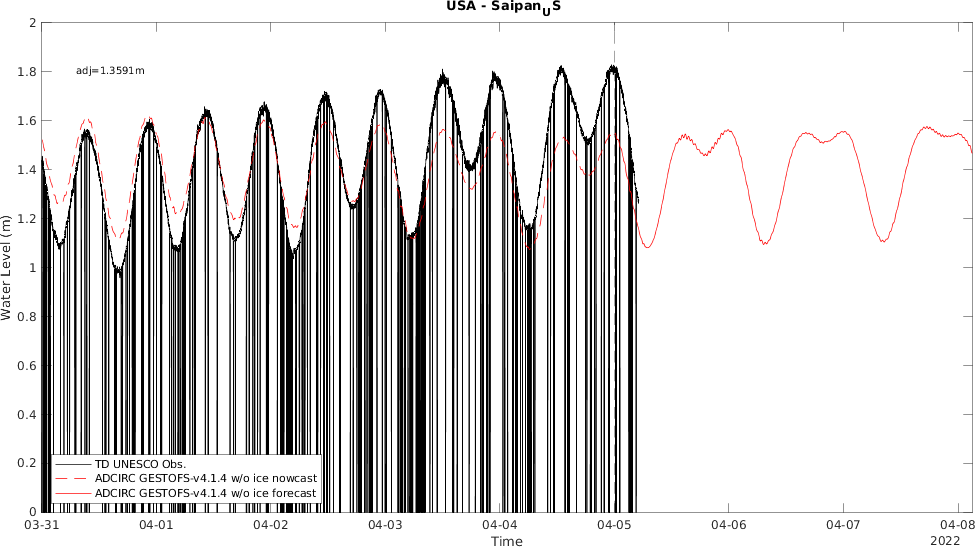 USA - Saipan_US
adj=1.3591m
Water Level (m)
2
1.8
1.6
1.4
1.2
1
0.8
0.6
0.4
0.2
0
TD UNESCO Obs.
ADCIRC GESTOFS-v4.1.4 w/o ice nowcast
ADCIRC GESTOFS-v4.1.4 w/o ice forecast
03-31 04-01 04-02 04-03 04-04 04-05 04-06 04-07 04-08
Time
2022